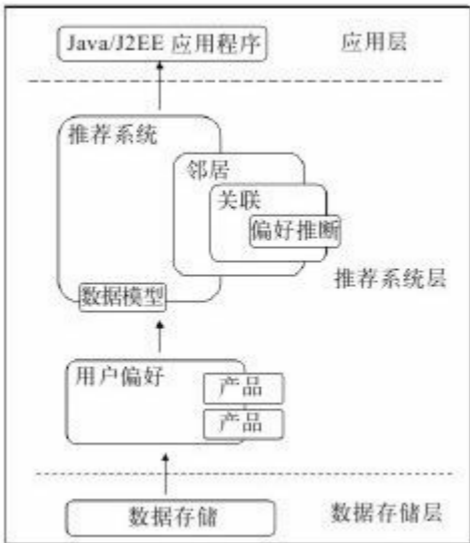 Java/J2EE 应用程序 应用层
推荐系统
邻居
关联
偏好推断
推荐系统层
数据模型
用户偏好
产品
产品
数据存储 数据存储层